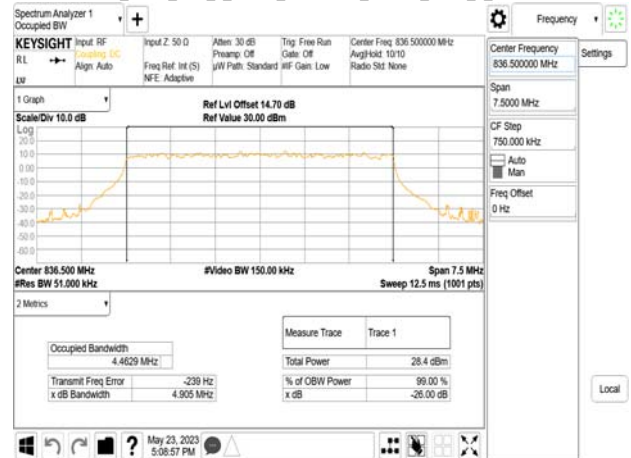 Spectrum Analyzer 1
Occupied BW
Frequency
KEYSIGHT
Input: RF
Coupling: DC
Align: Auto
RL
LV
Input Z: 50 Ω
Freq Ref: Int (S)
NFE: Adaptive
Atten: 30 dB
Preamp: Off
µW Path: Standard
Trig: Free Run
Gate: Off
#IF Gain: Low
Center Freq: 836.500000 MHz
Avg|Hold: 10/10
Radio Std: None
Center Frequency
836.500000 MHz
Settings
Span
7.5000 MHz
CF Step
750.000 kHz
Auto
Man
Freq Offset
0 Hz
Local
1 Graph
Scale/Div 10.0 dB
Ref Lvl Offset 14.70 dB
Ref Value 30.00 dBm
Log
20.0
10.0
0.00
-10.0
-20.0
-30.0
-40.0
-50.0
-60.0
Center 836.500 MHz
#Video BW 150.00 kHz
Span 7.5 MHz
#Res BW 51.000 kHz
Sweep 12.5 ms (1001 pts)
2 Metrics
Measure Trace
Trace 1
Occupied Bandwidth
4.4629 MHz
Total Power
28.4 dBm
Transmit Freq Error
-239 Hz
% of OBW Power
99.00 %
x dB Bandwidth
4.905 MHz
x dB
-26.00 dB
?
May 23, 2023
5:08:57 PM